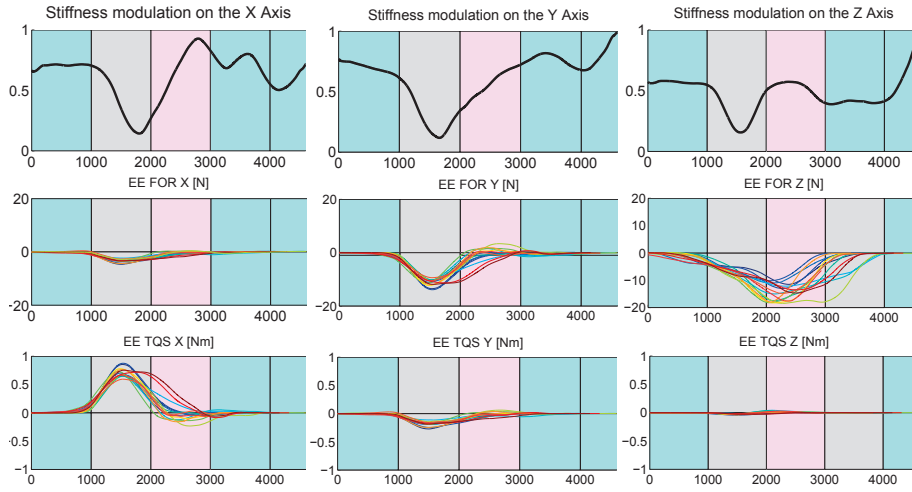 Stiffness modulation on the X Axis
Stiffness modulation on the Y Axis
Stiffness modulation on the Z Axis
1
0.5
0
0 1000 2000 3000 4000
1
0.5
0
0 1000 2000 3000 4000
1
0.5
0
0 1000 2000 3000 4000
EE FOR X [N]
EE FOR Y [N]
EE FOR Z [N]
20
0
−20
0 1000 2000 3000 4000
20
10
0
−10
−20
0 1000 2000 3000 4000
20
10
0
−10
−20
0 1000 2000 3000 4000
EE TQS X [Nm]
EE TQS Y [Nm]
EE TQS Z [Nm]
1
0.5
0
−0.5
−1
0 1000 2000 3000 4000
1
0.5
0
−0.5
−1
0 1000 2000 3000 4000
1
0.5
0
−0.5
−1
0 1000 2000 3000 4000